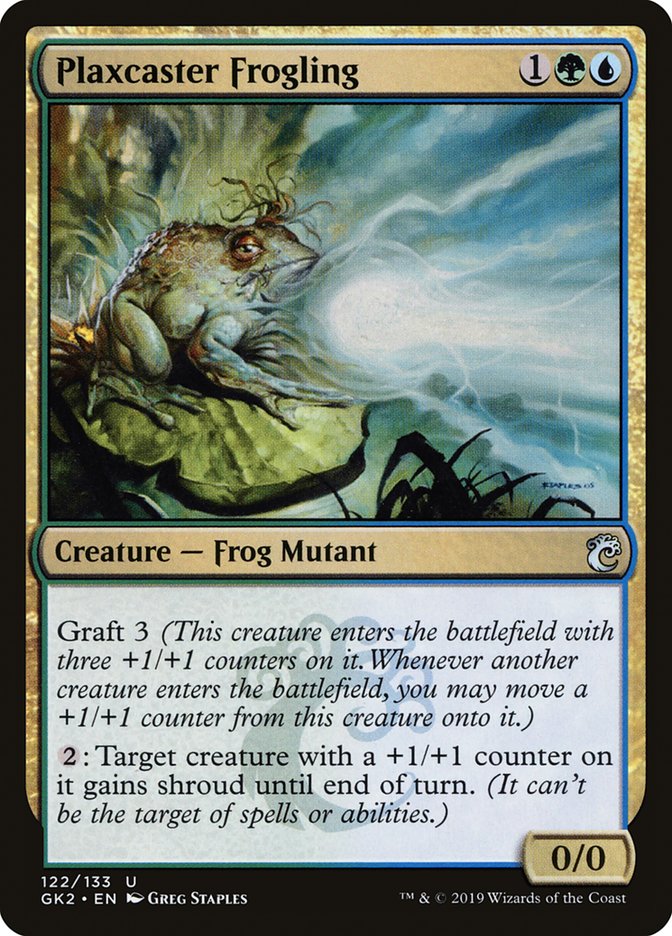 Plaxcaster Frogling 1
STAPLES 05
Creature — Frog Mutant
Graft 3 (This creature enters the battlefield with
three +1/+1 counters on it. Whenever another
creature enters the battlefield, you may move a
+1/+1 counter from this creature onto it.)
2: Target creature with a +1/+1 counter on
it gains shroud until end of turn. (It can't
be the target of spells or abilities.)
0/0
122/133 U
GK2 • EN Greg Staples
™ & © 2019 Wizards of the Coast